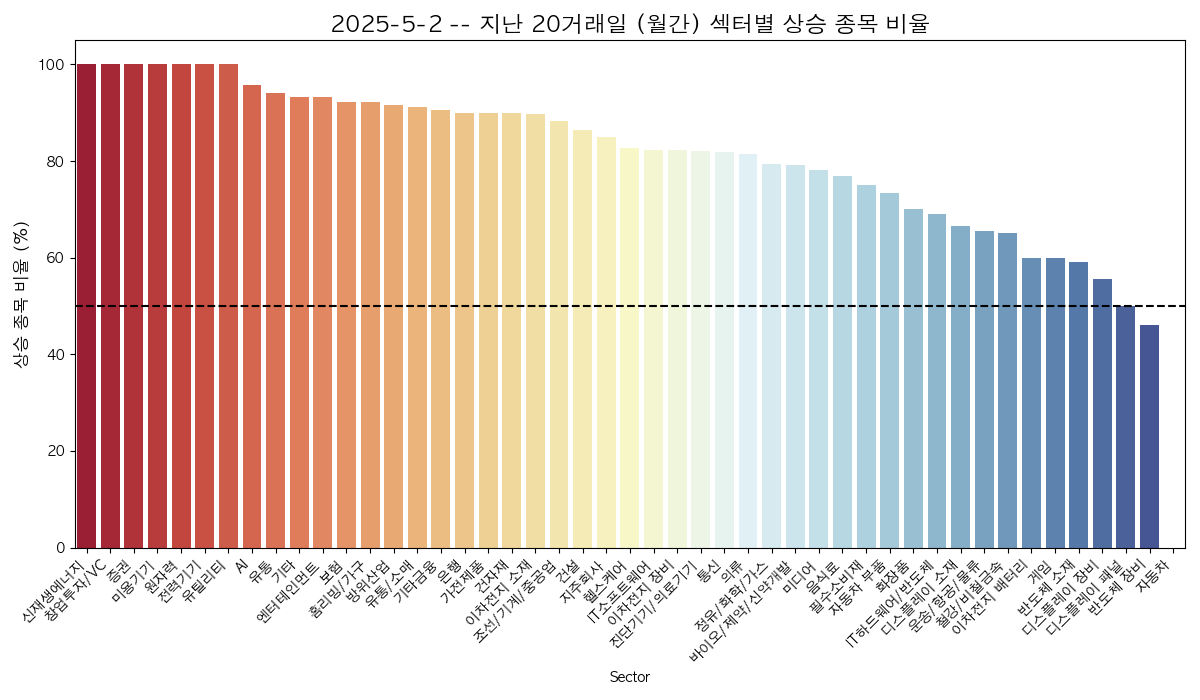 2025-5-2 -- 지난 20거래일 (월간) 섹터별 상승 종목 비율
상승 종목 비율 (%)
100
80
60
40
20
0
신재생에너지
창업투자/VC
증권
미용기기
원자력
전력기기
유틸리티
AI
유통
기타
엔터테인먼트
보험
홈리빙/가구
방위산업
유통/소매
기타금융
은행
가전제품
건자재
이차전지 소재
조선/기계/중공업
건설
지주회사
헬스케어
IT소프트웨어
이차전지 장비
진단기기/의료기기
통신
의류
정유/화학/가스
바이오/제약/신약개발
미디어
음식료
필수소비재
자동차 부품
화장품
IT하드웨어/반도체
디스플레이 소재
운송/항공/물류
철강/비철금속
이차전지 배터리
게임
반도체 소재
디스플레이 장비
디스플레이 패널
반도체 장비
자동차
Sector